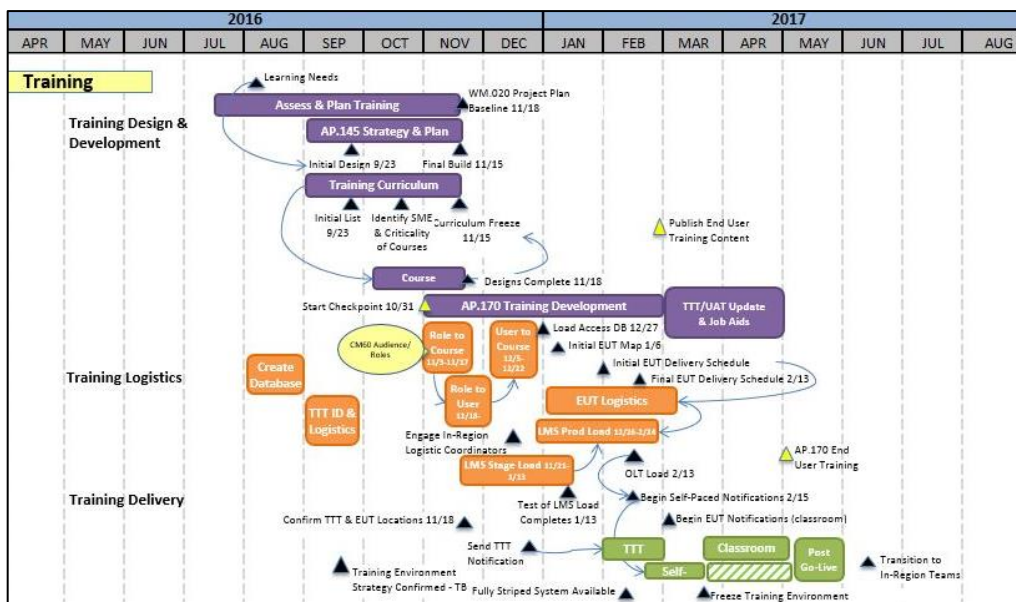 2016
2017
APR MAY JUN JUL AUG SEP OCT NOV DEC JAN FEB MAR APR MAY JUN JUL AUG
Training
Learning Needs
Assess & Plan Training
WM.020 Project Plan
Baseline 11/18
Training Design &
Development
AP.145 Strategy & Plan
Initial Design 9/23
Final Build 11/15
Training Curriculum
Initial List
9/23
Identify SME
& Criticality
of Courses
Curriculum Freeze
11/15
Publish End User
Training Content
Course
Designs Complete 11/18
Start Checkpoint 10/31
AP.170 Training Development
TTT/UAT Update
& Job Aids
CM60 Audience/
Roles
Role to
Course
User to
Course
Load Access DB 12/27
Initial EUT Map 1/6
Initial EUT Delivery Schedule
Final EUT Delivery Schedule 2/13
Training Logistics
Create
Database
Role to
User
12/18-
EUT Logistics
TTT ID &
Logistics
LMS Prod Load 12/26-2/14
Engage In-Region
Logistic Coordinators
AP.170 End
User Training
LMS Stage Load
OLT Load 2/13
Training Delivery
Test of LMS Load
Completes 1/13
Begin Self-Paced Notifications 2/15
Confirm TTT & EUT Locations 11/18
Begin EUT Notifications (classroom)
Send TTT
Notification
TTT
Classroom
Post
Go-Live
Self-
Transition to
In-Region Teams
Training Environment
Strategy Confirmed - TB
Fully Striped System Available
Freeze Training Environment